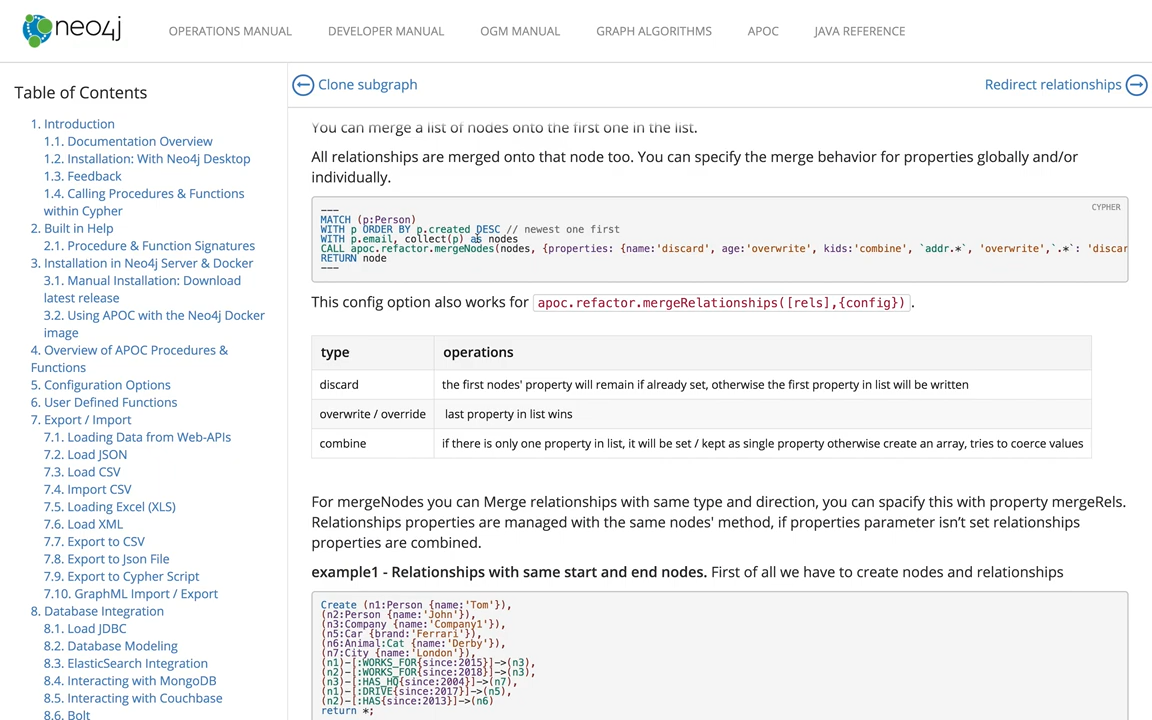 neo4j
OPERATIONS MANUAL
DEVELOPER MANUAL
OGM MANUAL
GRAPH ALGORITHMS
APOC
JAVA REFERENCE
Table of Contents
1. Introduction
1.1. Documentation Overview
1.2. Installation: With Neo4j Desktop
1.3. Feedback
1.4. Calling Procedures & Functions
within Cypher
2. Built in Help
2.1. Procedure & Function Signatures
3. Installation in Neo4j Server & Docker
3.1. Manual Installation: Download
latest release
3.2. Using APOC with the Neo4j Docker
image
4. Overview of APOC Procedures &
Functions
5. Configuration Options
6. User Defined Functions
7. Export / Import
7.1. Loading Data from Web-APIs
7.2. Load JSON
7.3. Load CSV
7.4. Import CSV
7.5. Loading Excel (XLS)
7.6. Load XML
7.7. Export to CSV
7.8. Export to Json File
7.9. Export to Cypher Script
7.10. GraphML Import / Export
8. Database Integration
8.1. Load JDBC
8.2. Database Modeling
8.3. ElasticSearch Integration
8.4. Interacting with MongoDB
8.5. Interacting with Couchbase
8.6. Bolt
Clone subgraph
Redirect relationships
You can merge a list of nodes onto the first one in the list.
All relationships are merged onto that node too. You can specify the merge behavior for properties globally and/or
individually.
CYPHER
---
MATCH (p:Person)
WITH p ORDER BY p.created DESC // newest one first
WITH p.email, collect(p) as nodes
CALL apoc.refactor.mergeNodes(nodes, {properties: {name:'discard', age:'overwrite', kids:'combine', `addr.*`, 'overwrite',`.*`: 'discar
RETURN node
---
This config option also works for apoc.refactor.mergeRelationships([rels],{config}) .
type operations
discard the first nodes' property will remain if already set, otherwise the first property in list will be written
overwrite / override last property in list wins
combine if there is only one property in list, it will be set / kept as single property otherwise create an array, tries to coerce values
For mergeNodes you can Merge relationships with same type and direction, you can spacify this with property mergeRels.
Relationships properties are managed with the same nodes' method, if properties parameter isn't set relationships
properties are combined.
example1 - Relationships with same start and end nodes. First of all we have to create nodes and relationships
Create (n1:Person {name:'Tom'}),
(n2:Person {name:'John'}),
(n3:Company {name:'Company1'}),
(n5:Car {brand:'Ferrari'}),
(n6:Animal:Cat {name:'Derby'}),
(n7:City {name:'London'}),
(n1)-[:WORKS_FOR{since:2015}]->(n3),
(n2)-[:WORKS_FOR{since:2018}]->(n3),
(n3)-[:HAS_HQ{since:2004}]->(n7),
(n1)-[:DRIVE{since:2017}]->(n5),
(n2)-[:HAS{since:2013}]->(n6)
return *;